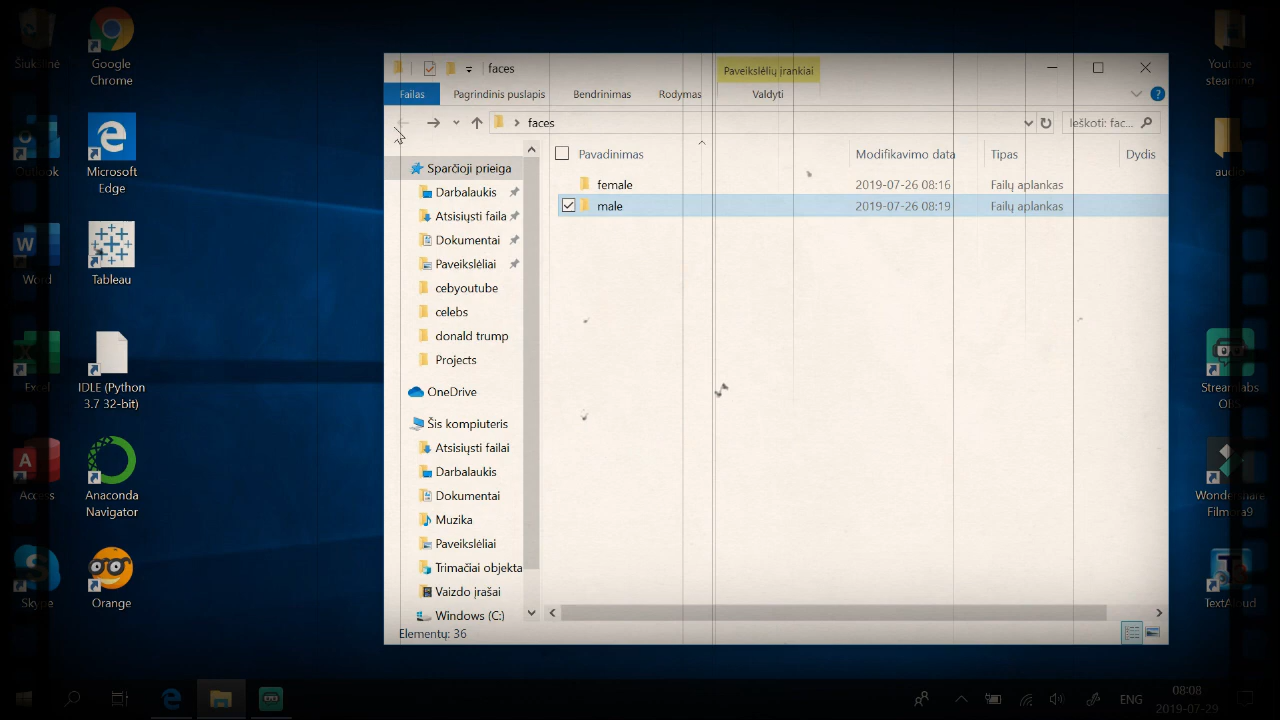 Šiukšlinė
Google
Chrome
Outlook
Microsoft
Edge
Word
Tableau
Excel
IDLE (Python
3.7 32-bit)
Access
Anaconda
Navigator
Skype
Orange
faces
Paveikslėlių įrankiai
Failas
Pagrindinis puslapis
Bendrinimas
Rodymas
Valdyti
faces
Ieškoti: fac...
Sparčioji prieiga
Darbalaukis
Atsisiųsti faila
Dokumentai
Paveikslėliai
cebyoutube
celebs
donald trump
Projects
OneDrive
Šis kompiuteris
Atsisiųsti failai
Darbalaukis
Dokumentai
Muzika
Paveikslėliai
Trimačiai objekta
Vaizdo įrašai
Windows (C:)
Pavadinimas Modifikavimo data Tipas Dydis
female 2019-07-26 08:16 Failų aplankas
male 2019-07-26 08:19 Failų aplankas
Elementų: 36
Youtube
steaming
audio
Streamlabs
OBS
Wondershare
Filmora9
TextAloud
ENG
08:08
2019-07-29